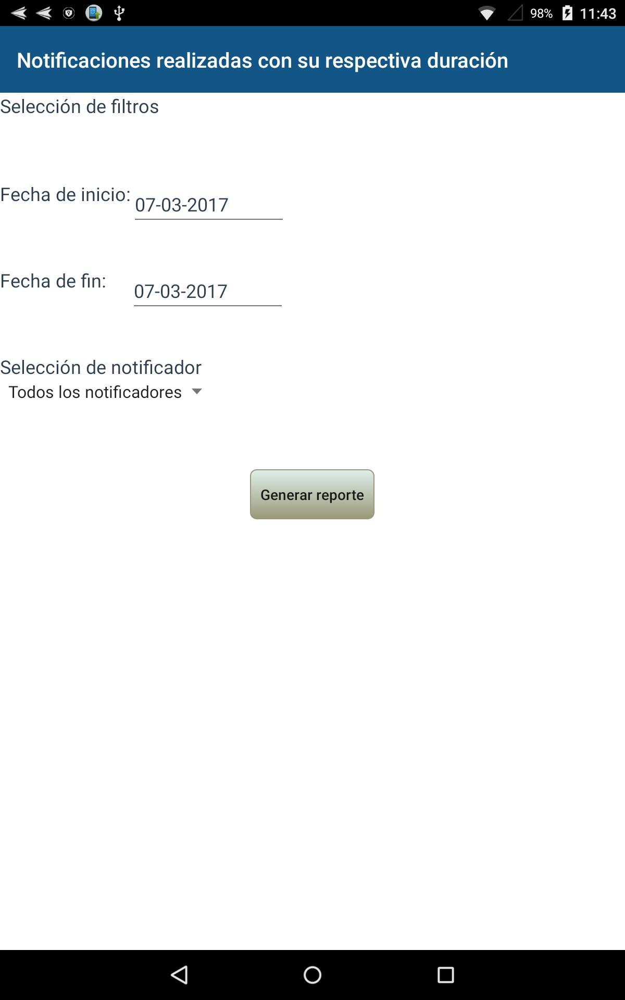 98% 11:43
Notificaciones realizadas con su respectiva duración
Selección de filtros
Fecha de inicio: 07-03-2017
Fecha de fin: 07-03-2017
Selección de notificador
Todos los notificadores
Generar reporte